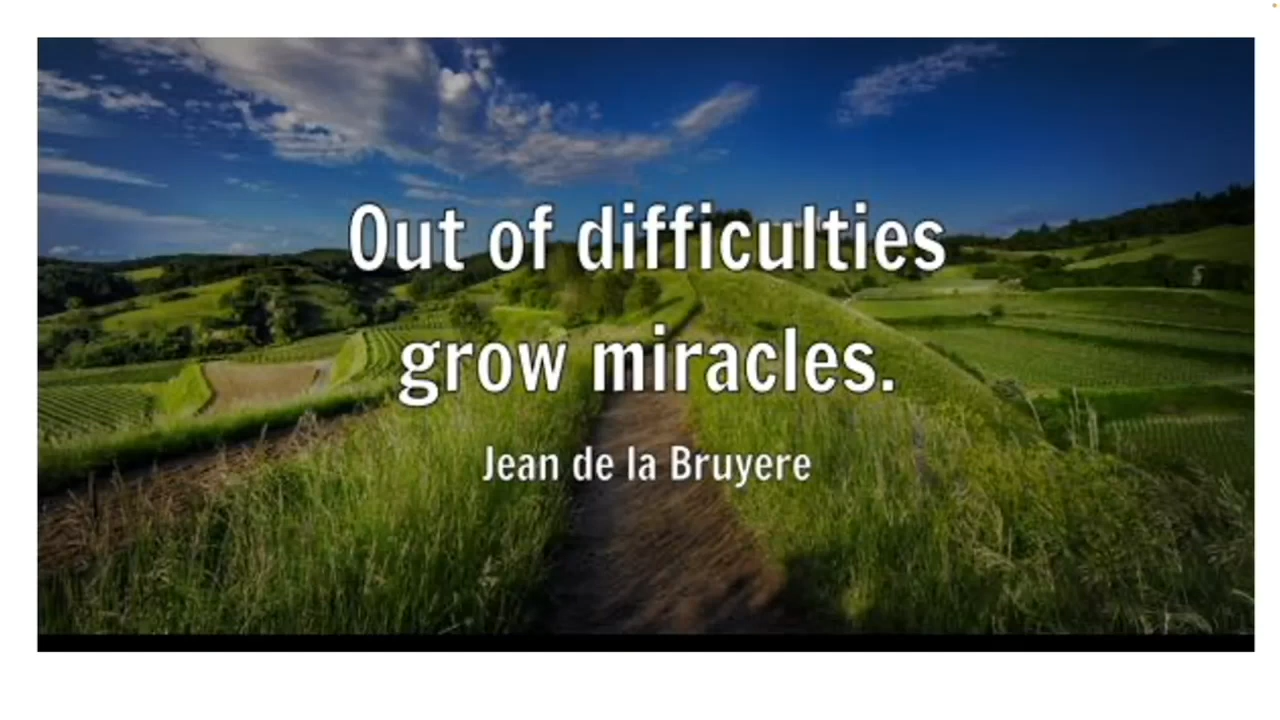 Out of difficulties
grow miracles.
Jean de la Bruyere